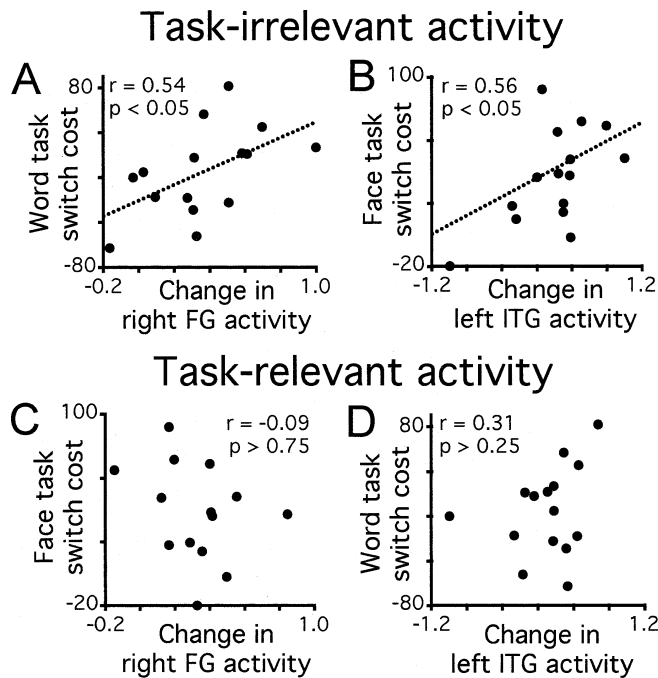 Task-irrelevant activity
A
r = 0.54
p < 0.05
80
-80
Word task
switch cost
-0.2
1.0
Change in
right FG activity
B
r = 0.56
p < 0.05
100
-20
Face task
switch cost
-1.2
1.2
Change in
left ITG activity
Task-relevant activity
C
r = -0.09
p > 0.75
100
-20
Face task
switch cost
-0.2
1.0
Change in
right FG activity
D
r = 0.31
p > 0.25
80
-80
Word task
switch cost
-1.2
1.2
Change in
left ITG activity